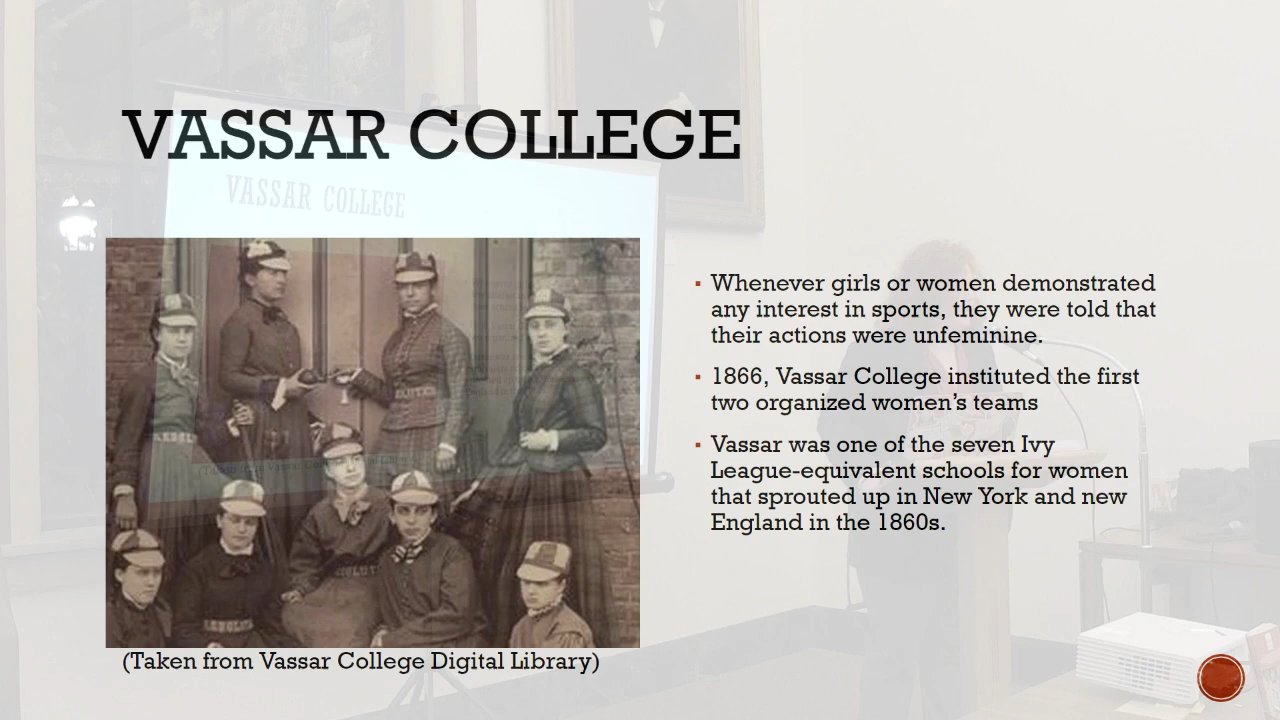 VASSAR COLLEGE
VASSAR COLLEGE
Whenever girls or women demonstrated
any interest in sports, they were told that
their actions were unfeminine.
1866, Vassar College instituted the first
two organized women's teams
Vassar was one of the seven Ivy
League-equivalent schools for women
that sprouted up in New York and new
England in the 1860s.
(Taken from Vassar College Digital Library)